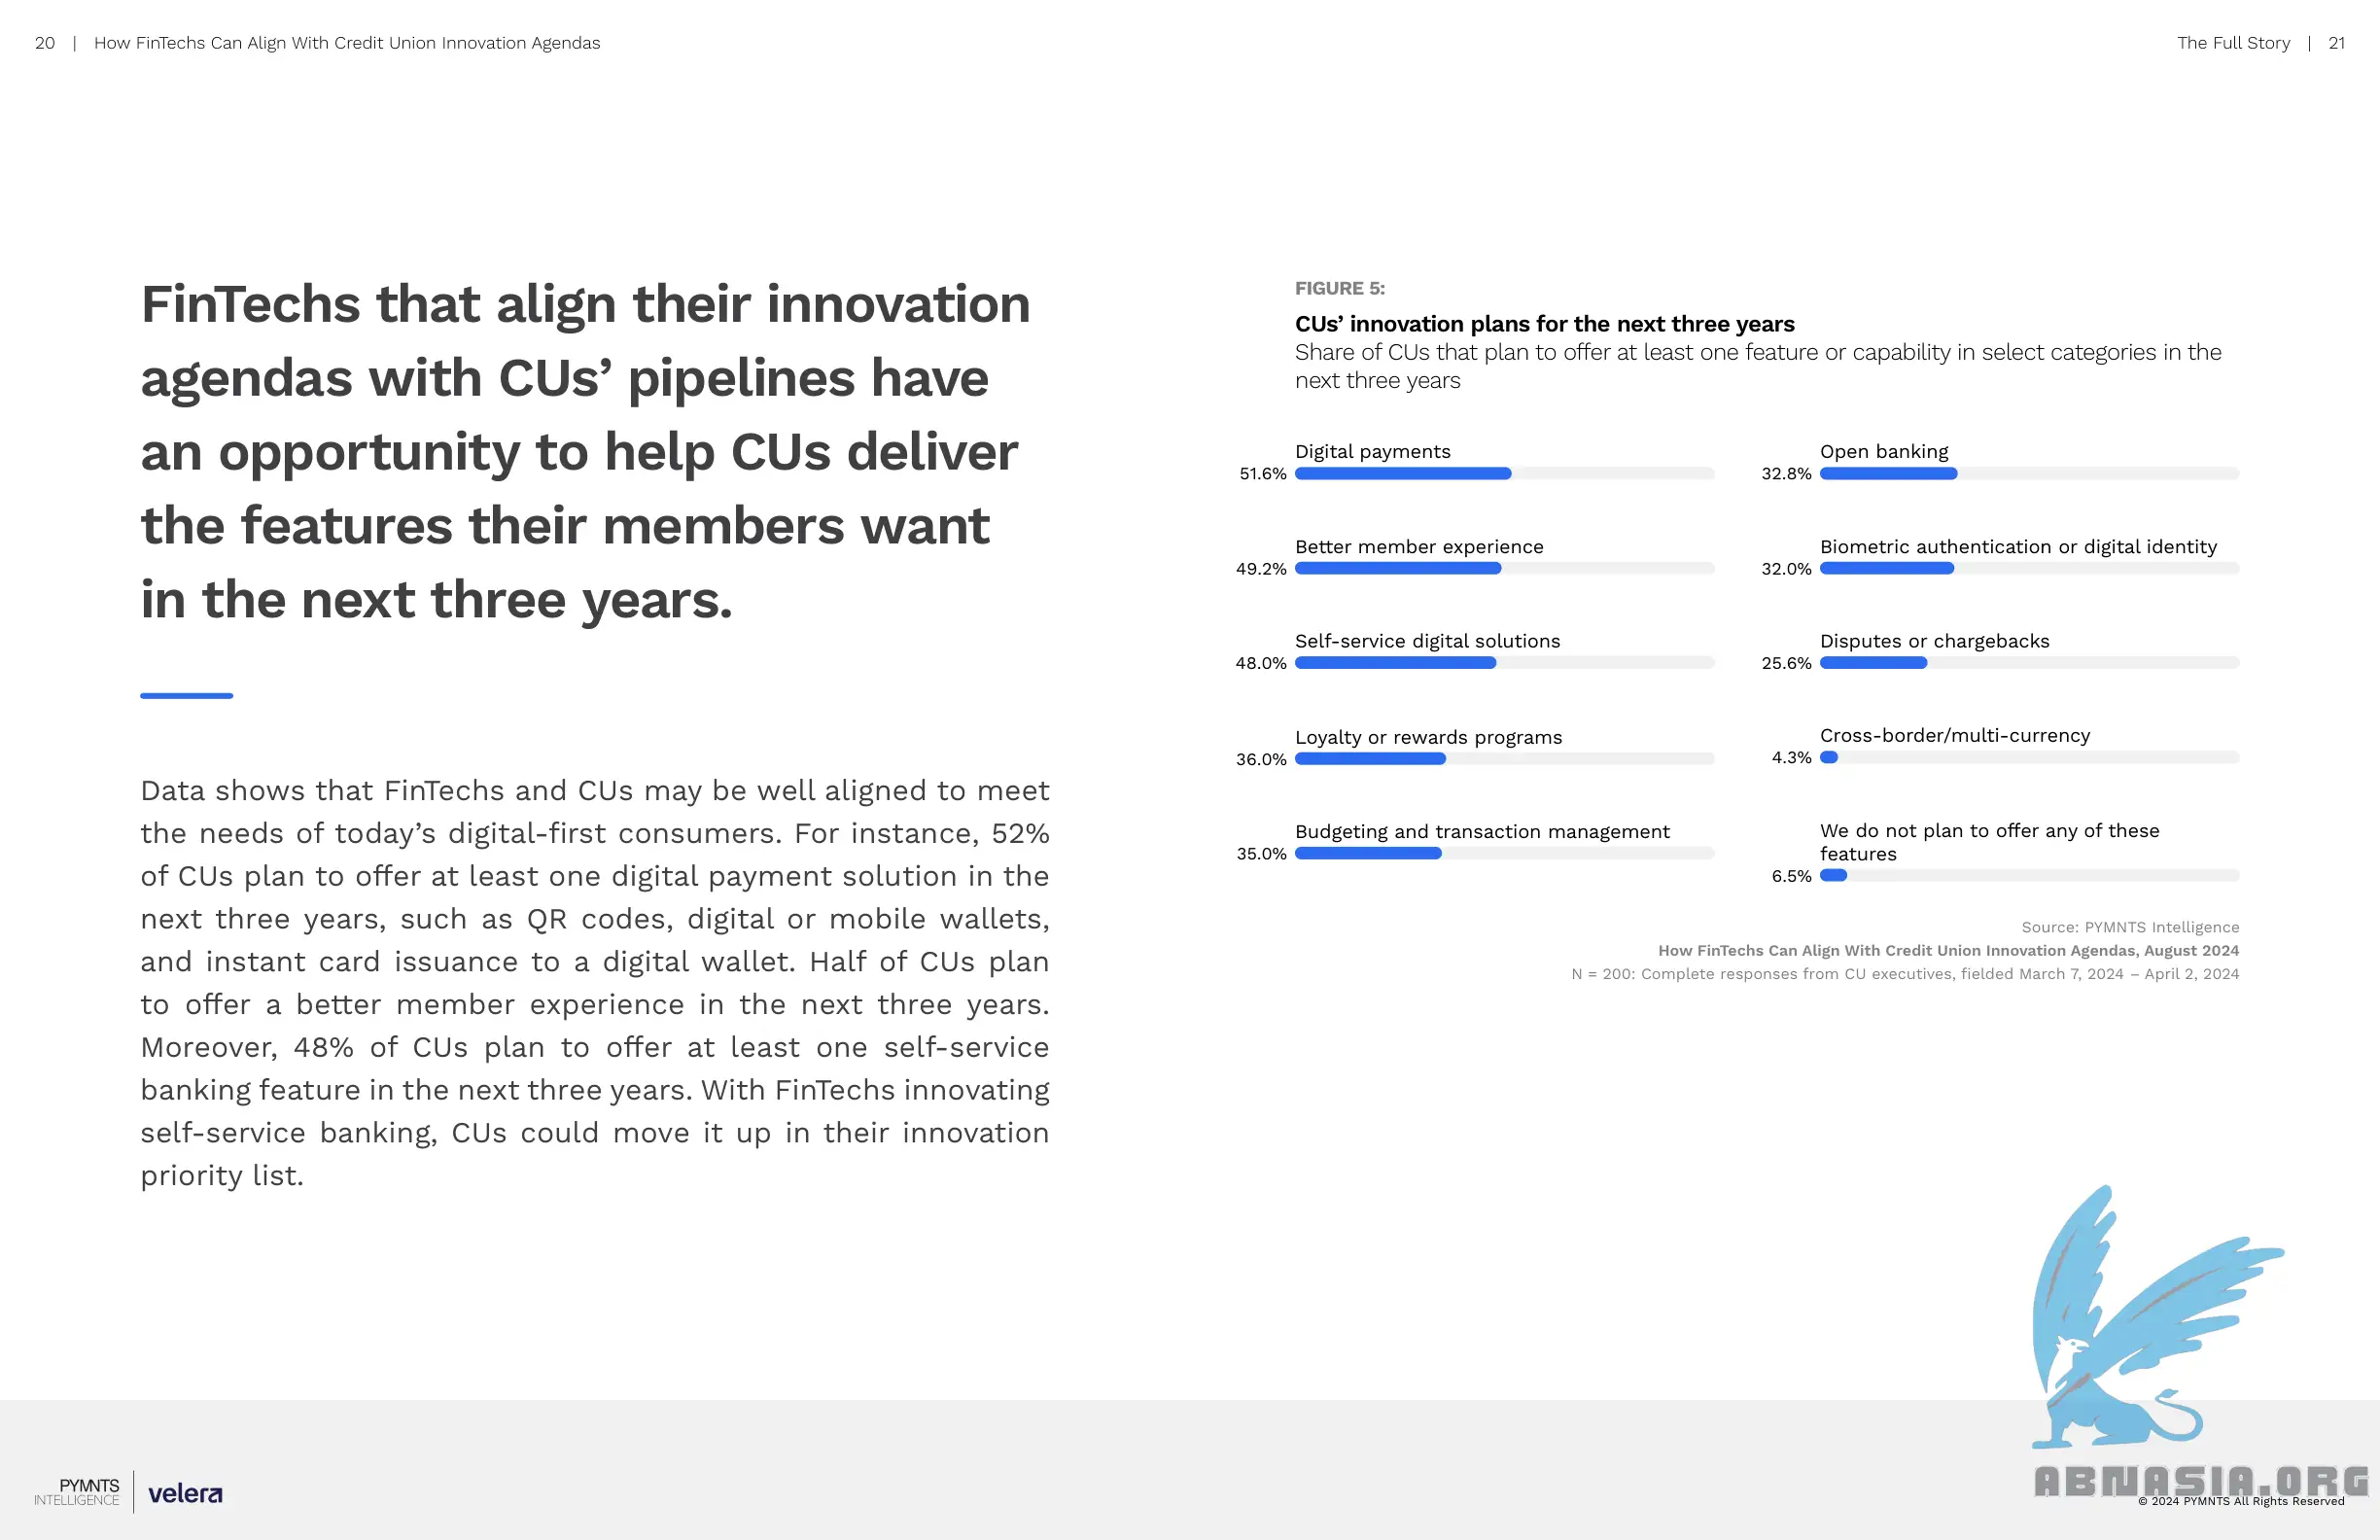 20 | How FinTechs Can Align With Credit Union Innovation Agendas
The Full Story | 21
FinTechs that align their innovation
agendas with CUs’ pipelines have
an opportunity to help CUs deliver
the features their members want
in the next three years.
Data shows that FinTechs and CUs may be well aligned to meet
the needs of today’s digital-first consumers. For instance, 52%
of CUs plan to offer at least one digital payment solution in the
next three years, such as QR codes, digital or mobile wallets,
and instant card issuance to a digital wallet. Half of CUs plan
to offer a better member experience in the next three years.
Moreover, 48% of CUs plan to offer at least one self-service
banking feature in the next three years. With FinTechs innovating
self-service banking, CUs could move it up in their innovation
priority list.
FIGURE 5:
CUs’ innovation plans for the next three years
Share of CUs that plan to offer at least one feature or capability in select categories in the
next three years
Digital payments
51.6%
Better member experience
49.2%
Self-service digital solutions
48.0%
Loyalty or rewards programs
36.0%
Budgeting and transaction management
35.0%
Open banking
32.8%
Biometric authentication or digital identity
32.0%
Disputes or chargebacks
25.6%
Cross-border/multi-currency
4.3%
We do not plan to offer any of these
features
6.5%
Source: PYMNTS Intelligence
How FinTechs Can Align With Credit Union Innovation Agendas, August 2024
N = 200: Complete responses from CU executives, fielded March 7, 2024 – April 2, 2024
PYMNTS
INTELLIGENCE
velera
ABNASIA.ORG
© 2024 PYMNTS All Rights Reserved